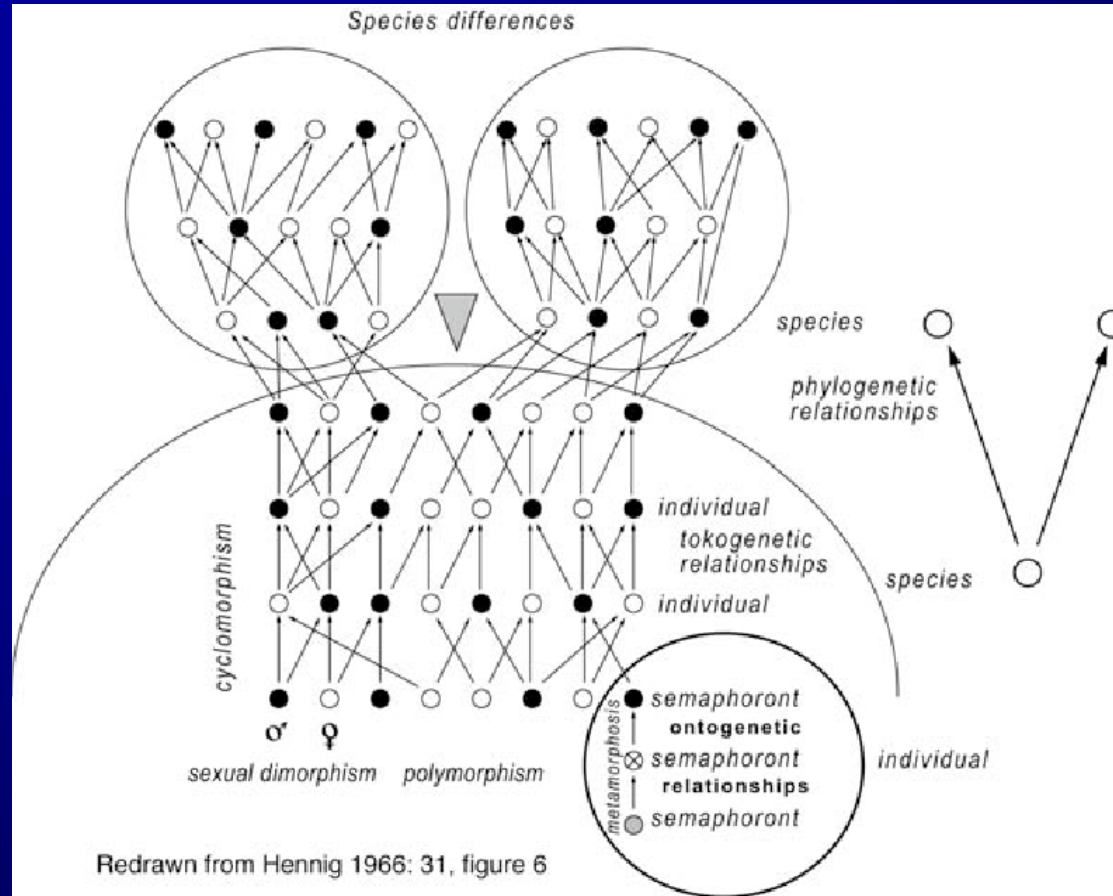 Species differences
species
phylogenetic
relationships
individual
tokogenetic
relationships
species
individual
cyclomorphism
♂ ♀
sexual dimorphism polymorphism
metamorphosis
semaphoront
ontogenetic
semaphoront
relationships
semaphoront
individual
Redrawn from Hennig 1966: 31, figure 6